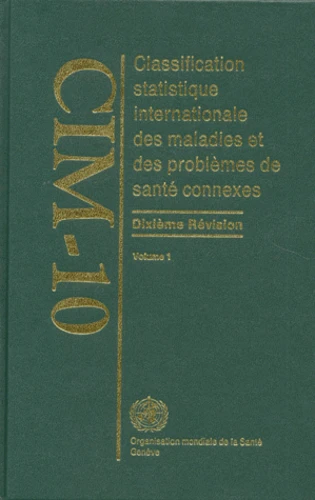 CIM-10
Classification
statistique
internationale
des maladies et
des problèmes de
santé connexes
Dixième Révision
Volume 1
Organisation mondiale de la Santé
Genève